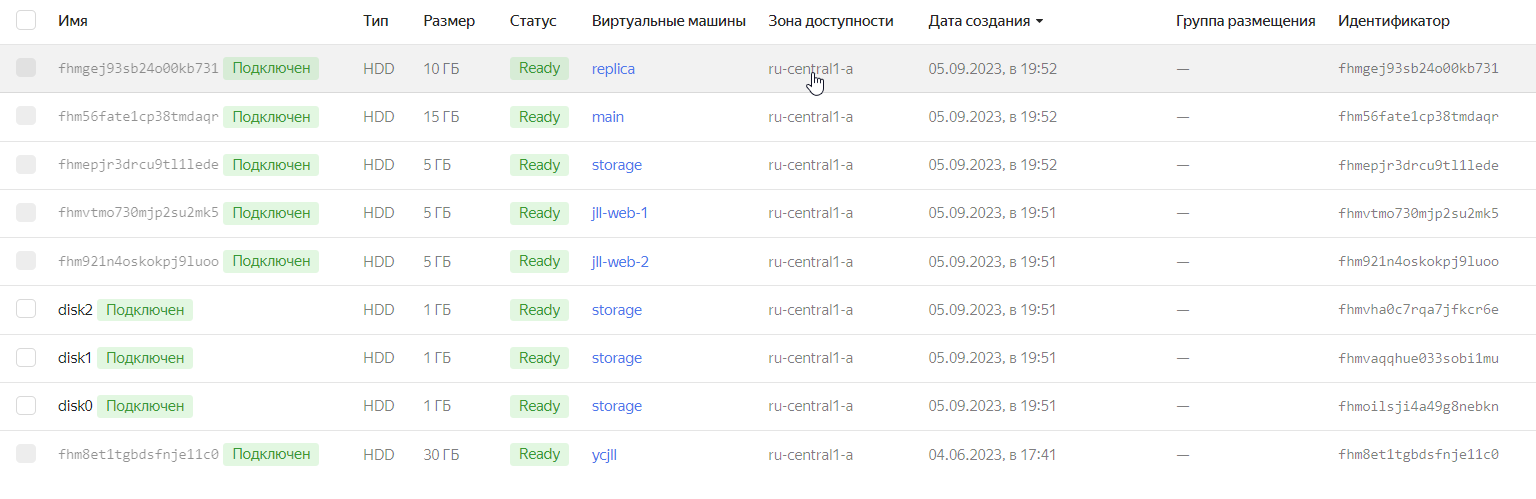 Имя Тип Размер Статус Виртуальные машины Зона доступности Дата создания Группа размещения Идентификатор
fhmgej93sb24o00kb731 Подключен HDD 10 ГБ Ready replica ru-central1-a 05.09.2023, в 19:52 — fhmgej93sb24o00kb731
fhm56fate1cp38tmdaqr Подключен HDD 15 ГБ Ready main ru-central1-a 05.09.2023, в 19:52 — fhm56fate1cp38tmdaqr
fhmepjr3drcu9tl1lede Подключен HDD 5 ГБ Ready storage ru-central1-a 05.09.2023, в 19:52 — fhmepjr3drcu9tl1lede
fhmvtmo730mjp2su2mk5 Подключен HDD 5 ГБ Ready jll-web-1 ru-central1-a 05.09.2023, в 19:51 — fhmvtmo730mjp2su2mk5
fhm921n4oskokpj9luoo Подключен HDD 5 ГБ Ready jll-web-2 ru-central1-a 05.09.2023, в 19:51 — fhm921n4oskokpj9luoo
disk2 Подключен HDD 1 ГБ Ready storage ru-central1-a 05.09.2023, в 19:51 — fhmvha0c7rqa7jfkcr6e
disk1 Подключен HDD 1 ГБ Ready storage ru-central1-a 05.09.2023, в 19:51 — fhmvaqqhue033sobi1mu
disk0 Подключен HDD 1 ГБ Ready storage ru-central1-a 05.09.2023, в 19:51 — fhmoilsji4a49g8nebkn
fhm8et1tgbdsfnje11c0 Подключен HDD 30 ГБ Ready ycjll ru-central1-a 04.06.2023, в 17:41 — fhm8et1tgbdsfnje11c0